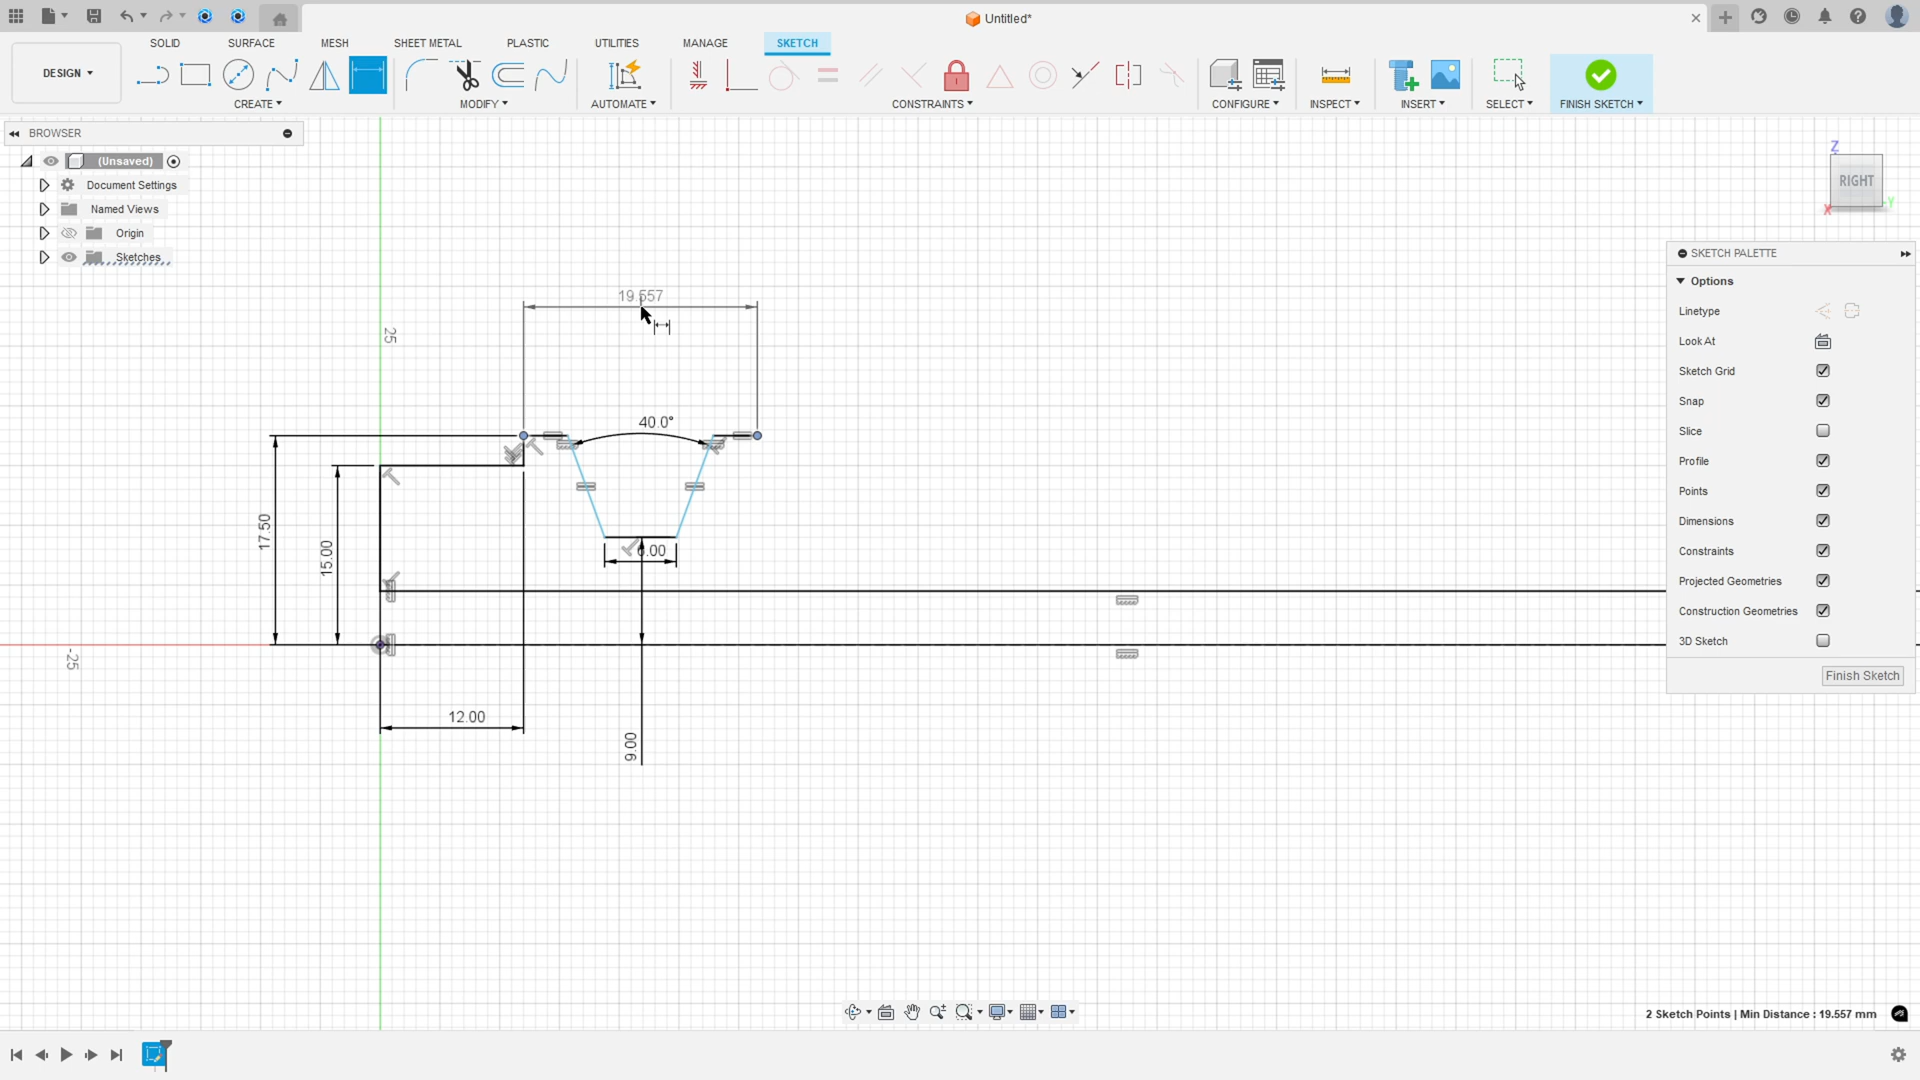 Untitled*
SOLID SURFACE MESH SHEET METAL PLASTIC UTILITIES MANAGE SKETCH
DESIGN
CREATE MODIFY AUTOMATE CONSTRAINTS CONFIGURE INSPECT INSERT SELECT FINISH SKETCH
BROWSER
(Unsaved)
Document Settings
Named Views
Origin
Sketches
Z
RIGHT
X
Y
SKETCH PALETTE
Options
Linetype
Look At
Sketch Grid
Snap
Slice
Profile
Points
Dimensions
Constraints
Projected Geometries
Construction Geometries
3D Sketch
Finish Sketch
19.557
25
40.0°
17.50
15.00
6.00
-25
12.00
9.00
2 Sketch Points | Min Distance : 19.557 mm